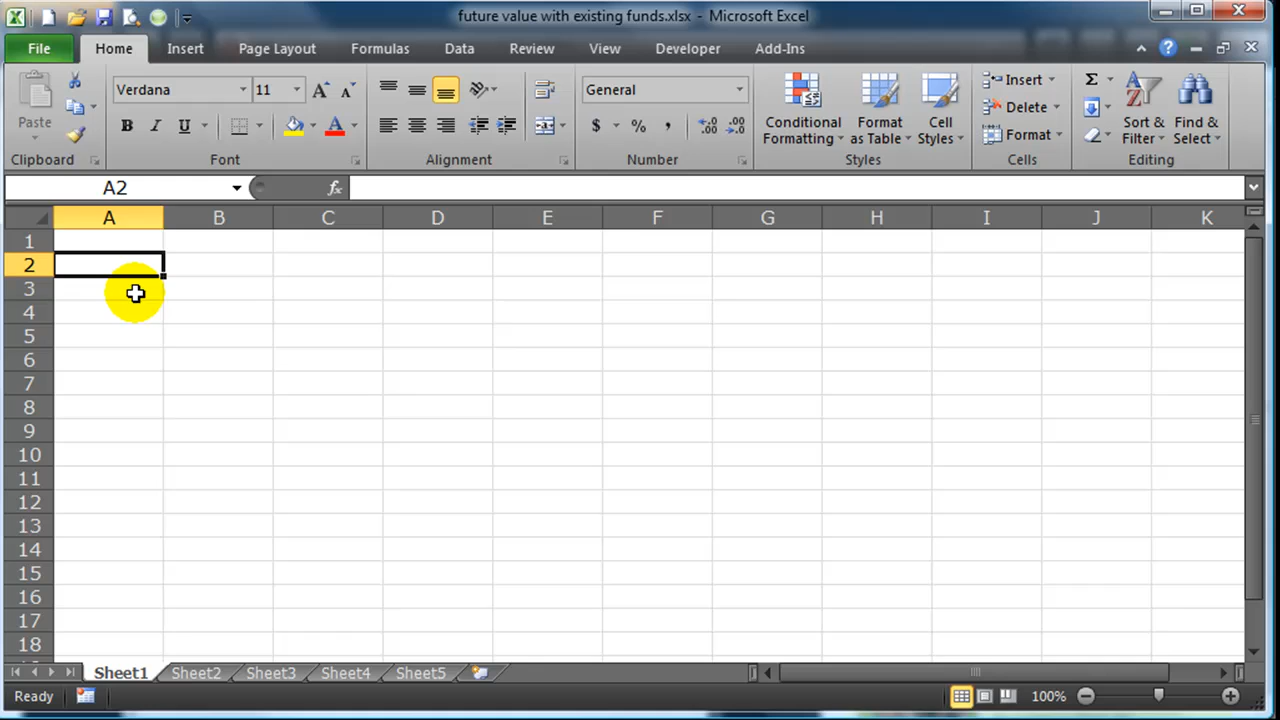 future value with existing funds.xlsx - Microsoft Excel
File Home Insert Page Layout Formulas Data Review View Developer Add-Ins
Paste
Clipboard
Verdana 11
B I U
Font
Alignment
General
$ % ,
Number
Conditional Formatting
Format as Table
Cell Styles
Styles
Insert
Delete
Format
Cells
Σ
Sort & Filter
Find & Select
Editing
A2 fx
A B C D E F G H I J K
1
2
3
4
5
6
7
8
9
10
11
12
13
14
15
16
17
18
Sheet1 Sheet2 Sheet3 Sheet4 Sheet5
Ready 100%